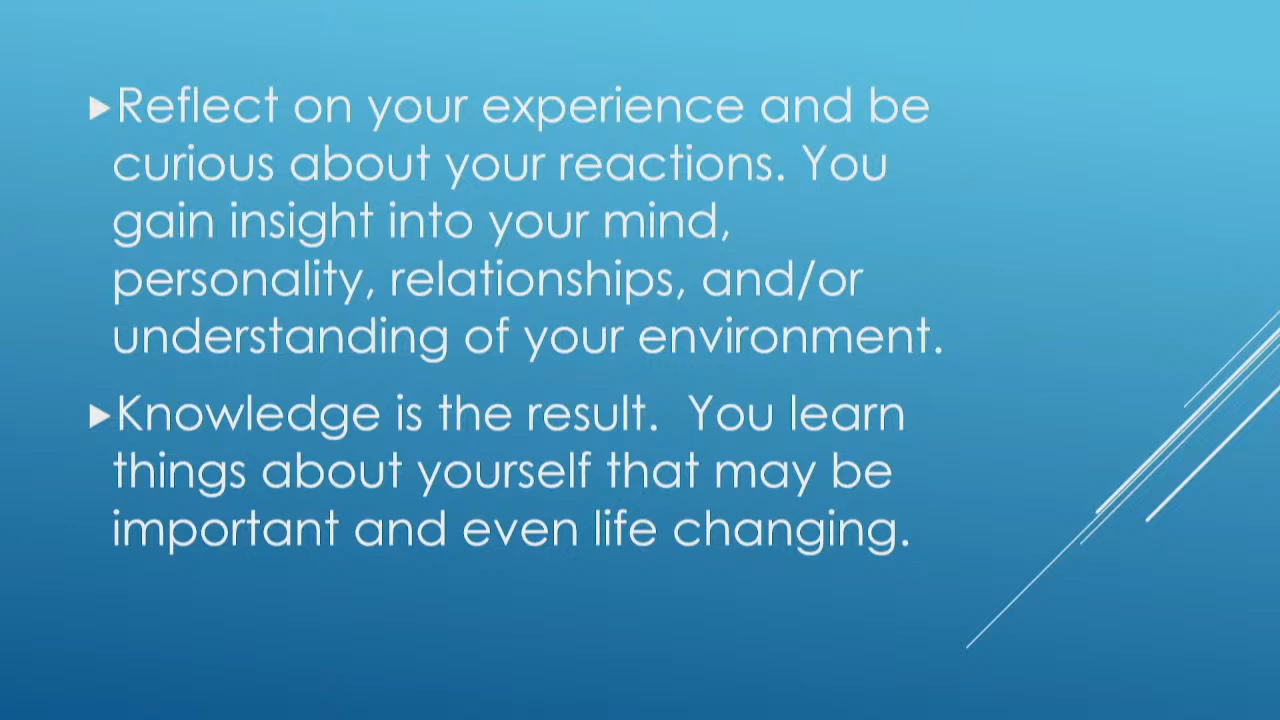 ▶Reflect on your experience and be
curious about your reactions. You
gain insight into your mind,
personality, relationships, and/or
understanding of your environment.
▶Knowledge is the result.  You learn
things about yourself that may be
important and even life changing.